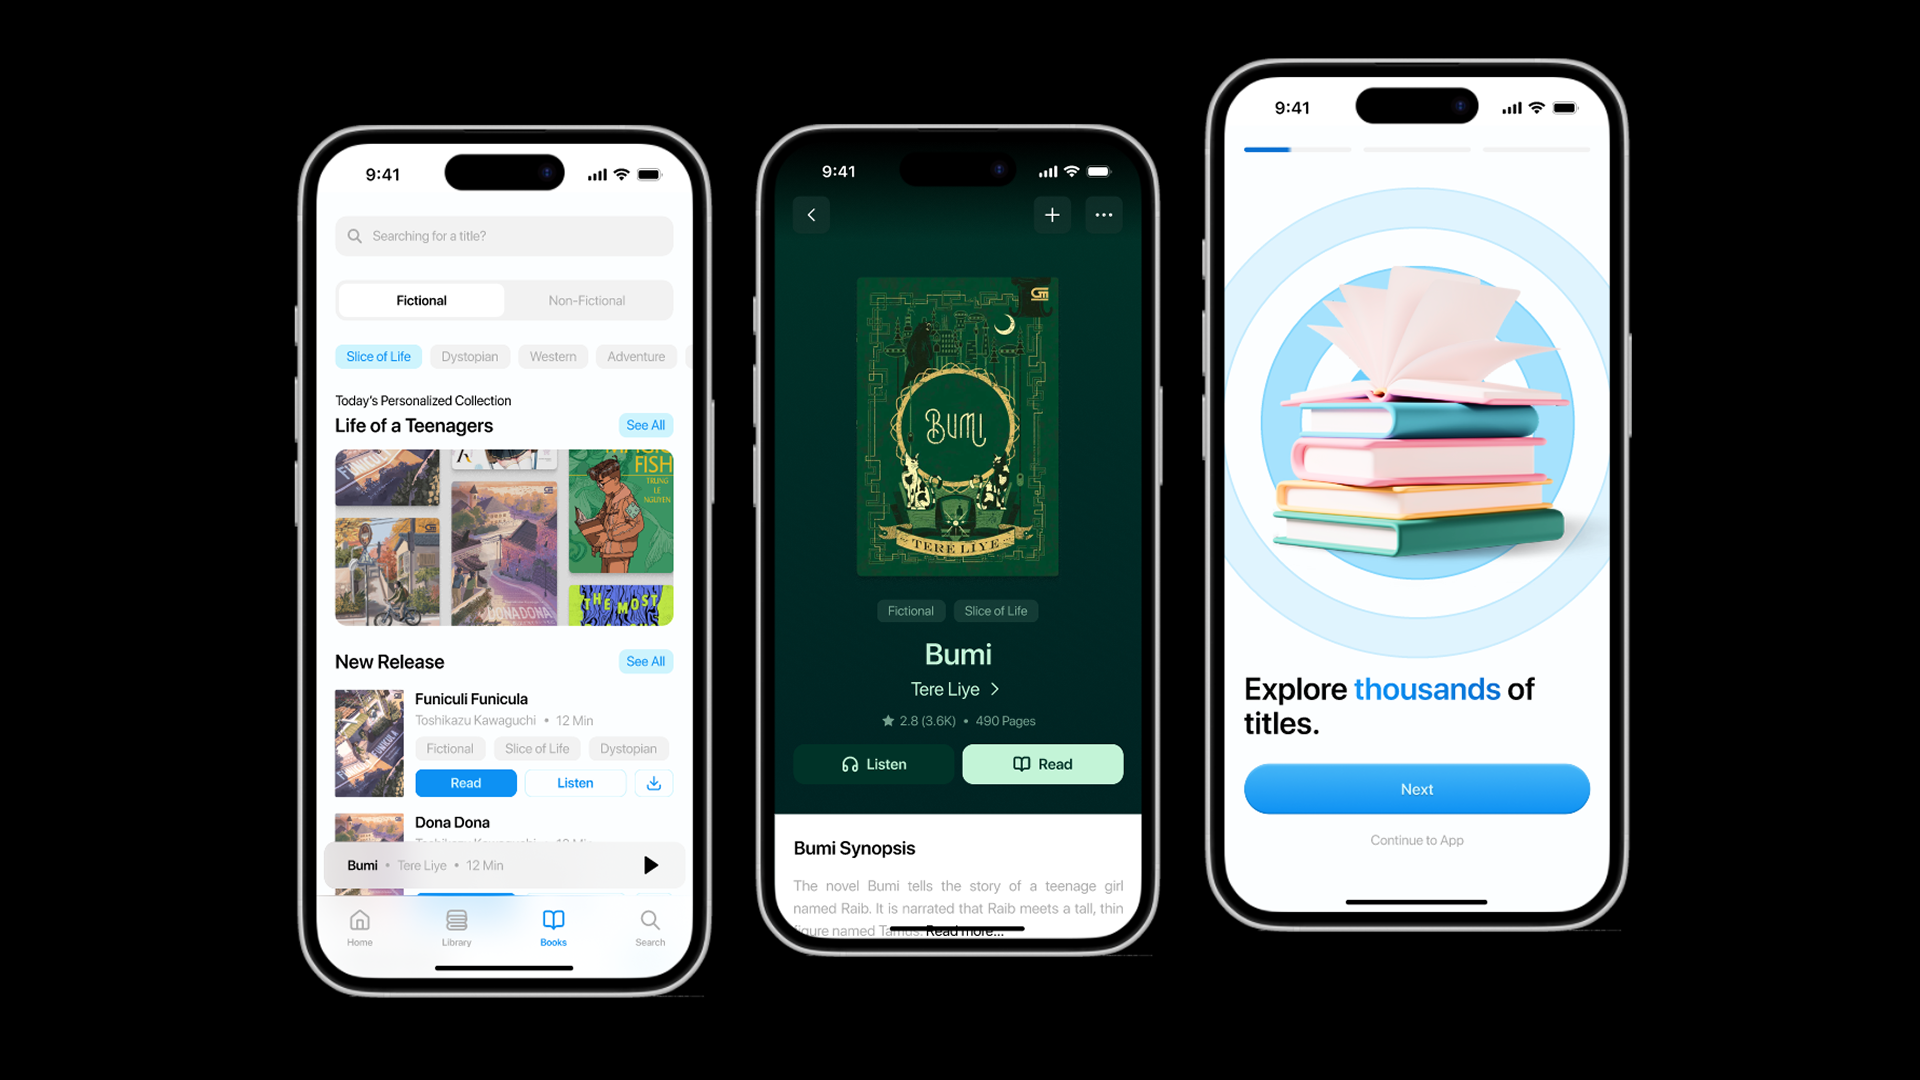 9:41
Searching for a title?
Fictional
Non-Fictional
Slice of Life
Dystopian
Western
Adventure
Today's Personalized Collection
Life of a Teenagers
See All
FISH
TRUNG
LE
NGUYEN
DONADONA
THE MOST
New Release
See All
Funiculi Funicula
Toshikazu Kawaguchi • 12 Min
Fictional
Slice of Life
Dystopian
Read
Listen
Dona Dona
Bumi • Tere Liye • 12 Min
Home
Library
Books
Search
9:41
BUMI
TERE LIYE
Fictional
Slice of Life
Bumi
Tere Liye
2.8 (3.6K) • 490 Pages
Listen
Read
Bumi Synopsis
The novel Bumi tells the story of a teenage girl
named Raib. It is narrated that Raib meets a tall, thin
figure named Tamus. Read more...
9:41
Explore thousands of
titles.
Next
Continue to App